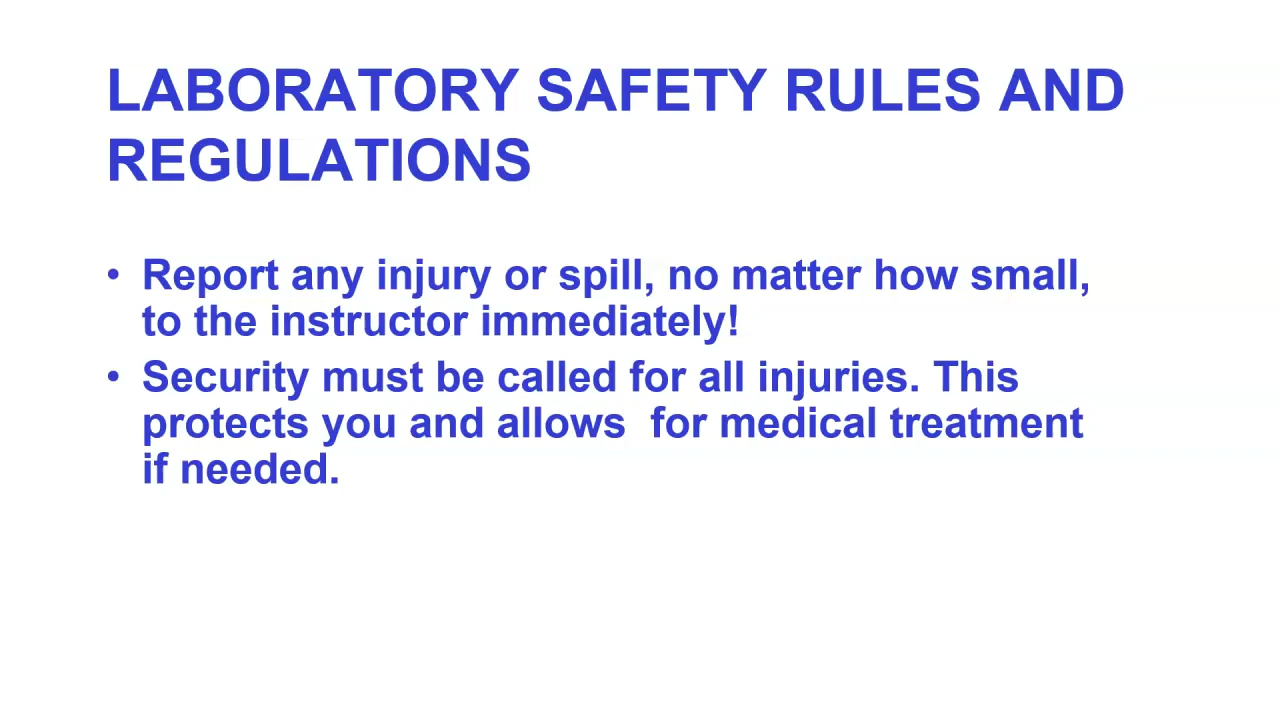 LABORATORY SAFETY RULES AND
REGULATIONS
• Report any injury or spill, no matter how small,
to the instructor immediately!
• Security must be called for all injuries. This
protects you and allows  for medical treatment
if needed.